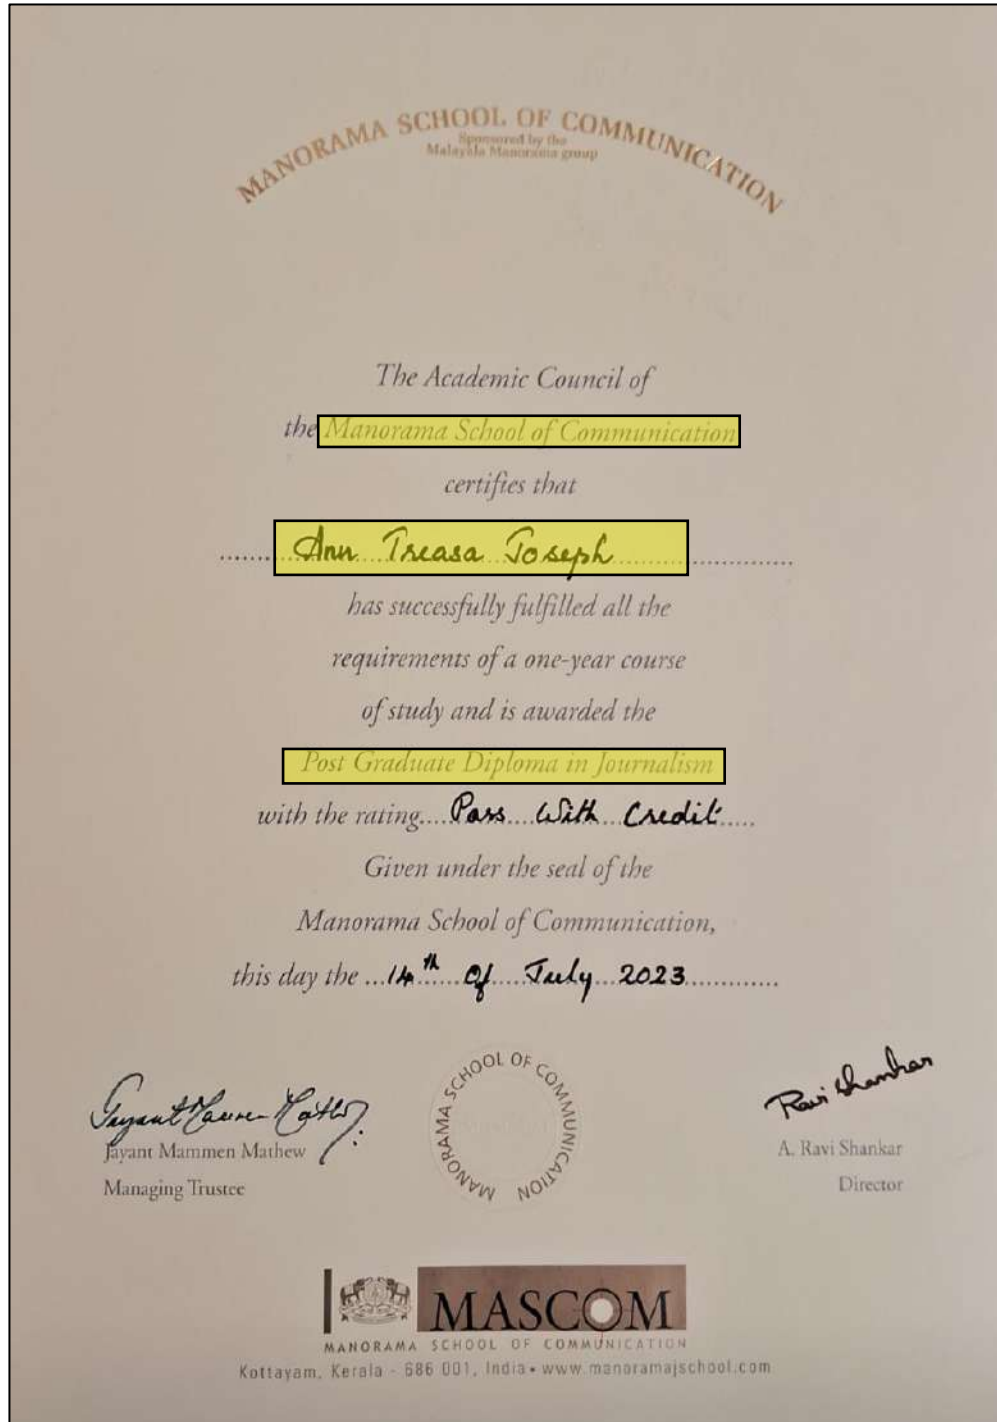 MANORAMA SCHOOL OF COMMUNICATION
Sponsored by the
Malayala Manorama group
The Academic Council of
the Manorama School of Communication
certifies that
Ann Treasa Joseph
has successfully fulfilled all the
requirements of a one-year course
of study and is awarded the
Post Graduate Diploma in Journalism
with the rating....Pass With Credit.....
Given under the seal of the
Manorama School of Communication,
this day the ...14th of July 2023
Jayant Mammen Mathew
Jayant Mammen Mathew
Managing Trustee
MANORAMA SCHOOL OF COMMUNICATION
Ravi Shankar
A. Ravi Shankar
Director
MASCOM
MANORAMA SCHOOL OF COMMUNICATION
Kottayam, Kerala - 686 001, India • www.manoramajschool.com